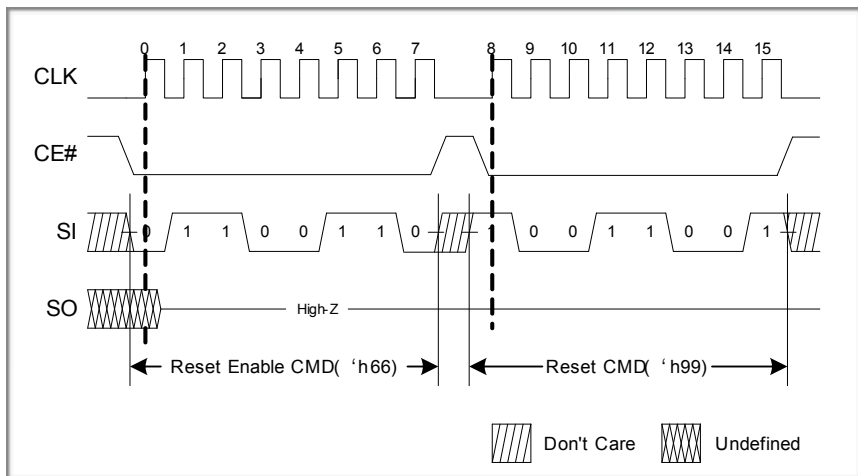 0 1 2 3 4 5 6 7 8 9 10 11 12 13 14 15
CLK
CE#
SI 0 1 1 0 0 1 1 0 1 0 0 1 1 0 0 1
SO High-Z
Reset Enable CMD( ‘h66) Reset CMD( ‘h99)
Don't Care Undefined